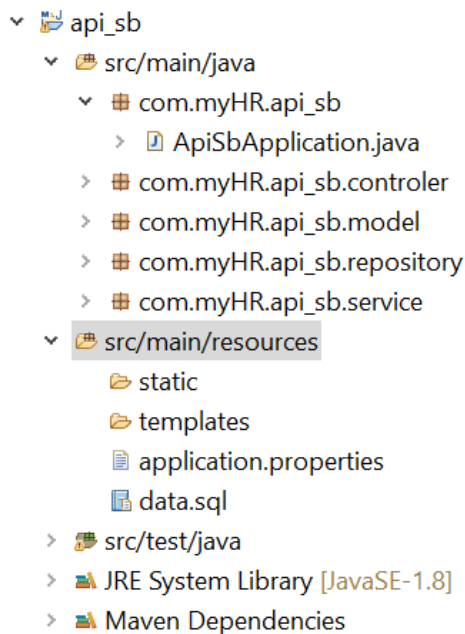 api_sb
src/main/java
com.myHR.api_sb
ApiSbApplication.java
com.myHR.api_sb.controler
com.myHR.api_sb.model
com.myHR.api_sb.repository
com.myHR.api_sb.service
src/main/resources
static
templates
application.properties
data.sql
src/test/java
JRE System Library [JavaSE-1.8]
Maven Dependencies